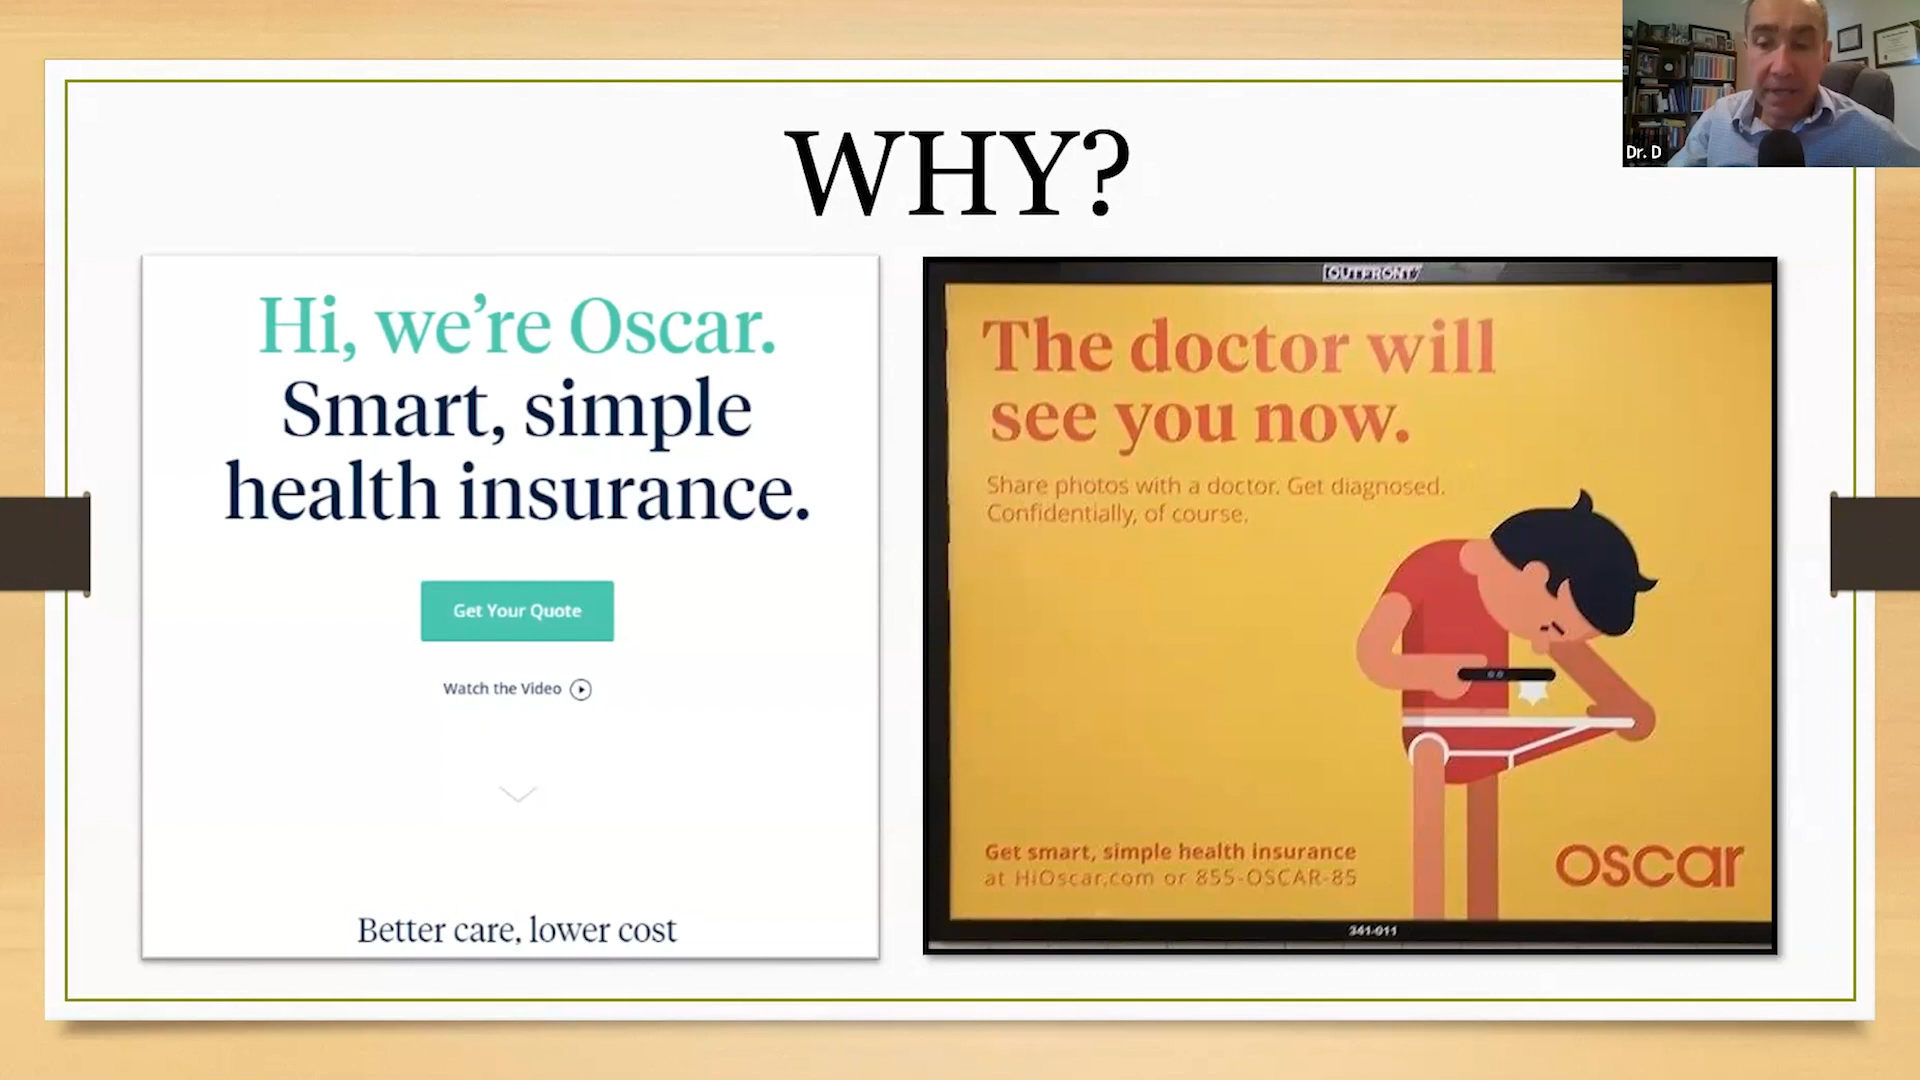 Dr. D
WHY?
Hi, we're Oscar.
Smart, simple
health insurance.
Get Your Quote
Watch the Video
Better care, lower cost
OUTFRONT/
The doctor will
see you now.
Share photos with a doctor. Get diagnosed.
Confidentially, of course.
Get smart, simple health insurance
at HiOscar.com or 855-OSCAR-85
oscar
341-011